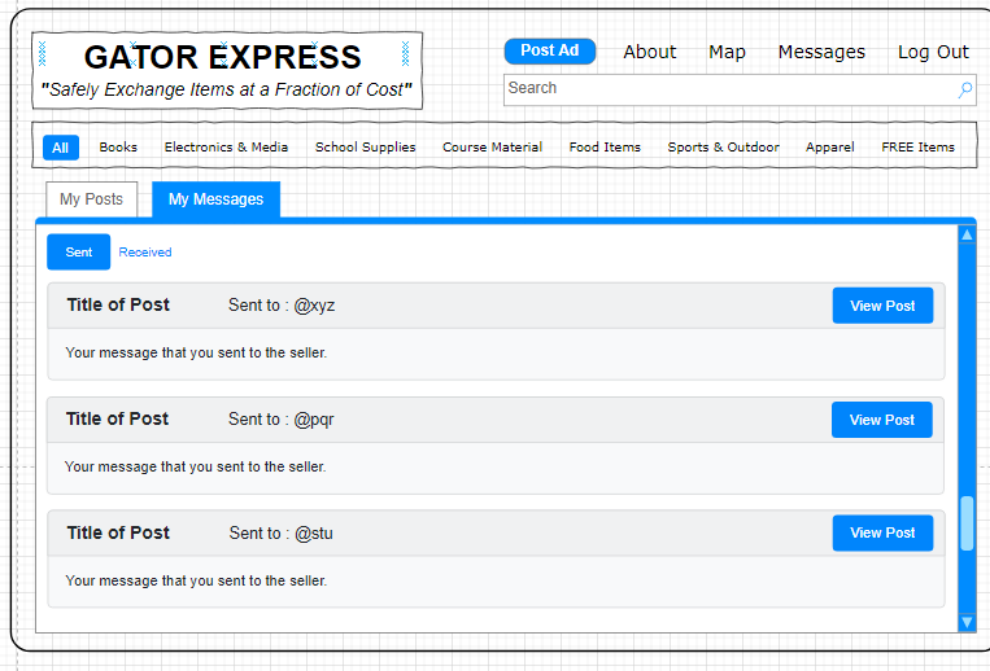 GATOR EXPRESS
"Safely Exchange Items at a Fraction of Cost"
Post Ad About Map Messages Log Out
Search
All Books Electronics & Media School Supplies Course Material Food Items Sports & Outdoor Apparel FREE Items
My Posts My Messages
Sent Received
Title of Post Sent to : @xyz View Post
Your message that you sent to the seller.
Title of Post Sent to : @pqr View Post
Your message that you sent to the seller.
Title of Post Sent to : @stu View Post
Your message that you sent to the seller.